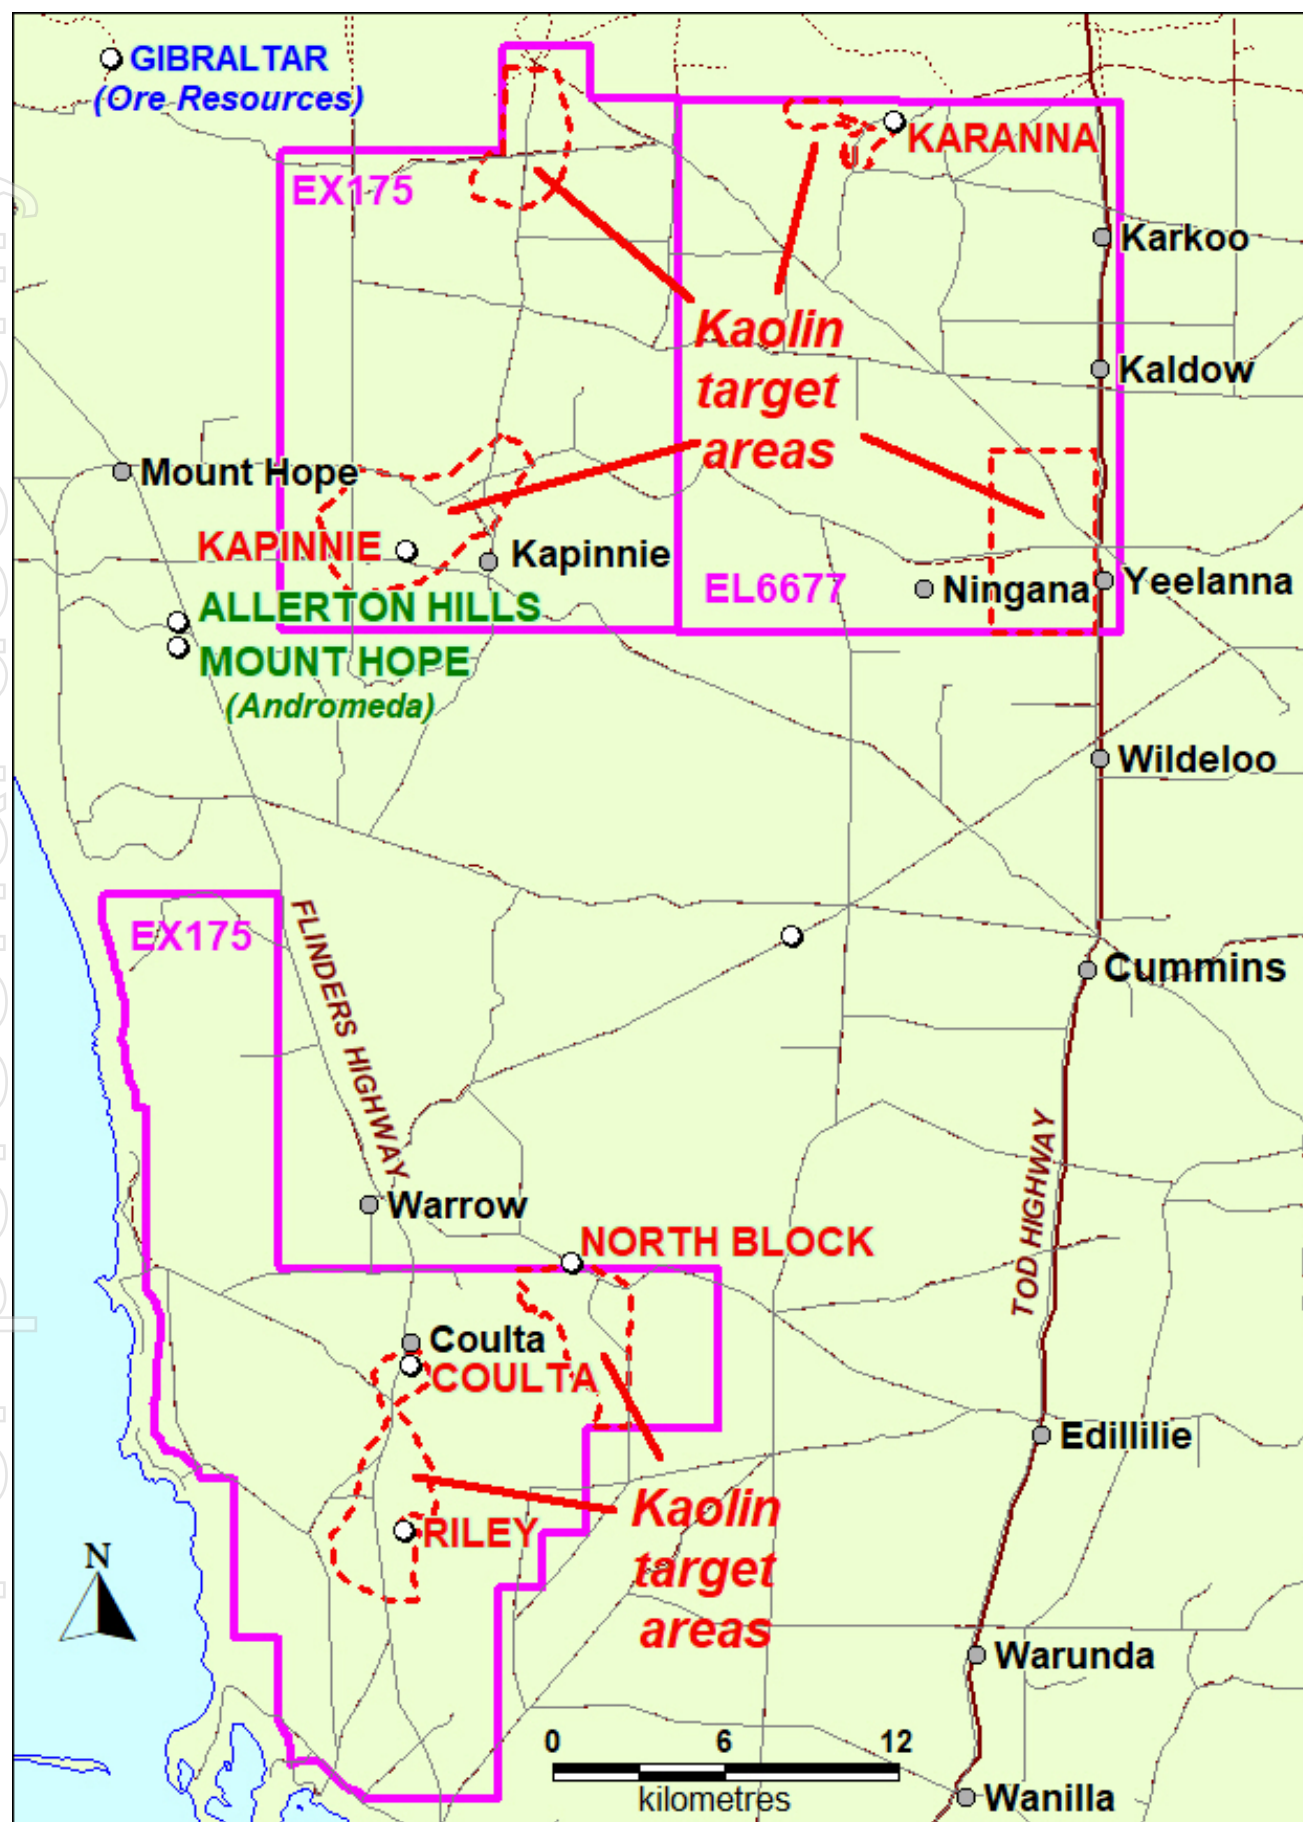 GIBRALTAR
(Ore Resources)
KARANNA
EX175
Karkoo
Kaolin
target
areas
Kaldow
Mount Hope
KAPINNIE
Kapinnie
EL6677
Ningana
Yeelanna
ALLERTON HILLS
MOUNT HOPE
(Andromeda)
Wildeloo
EX175
FLINDERS HIGHWAY
Cummins
TOD HIGHWAY
Warrow
NORTH BLOCK
Coulta
COULTA
Edillilie
Kaolin
target
areas
RILEY
N
Warunda
0 6 12
kilometres
Wanilla